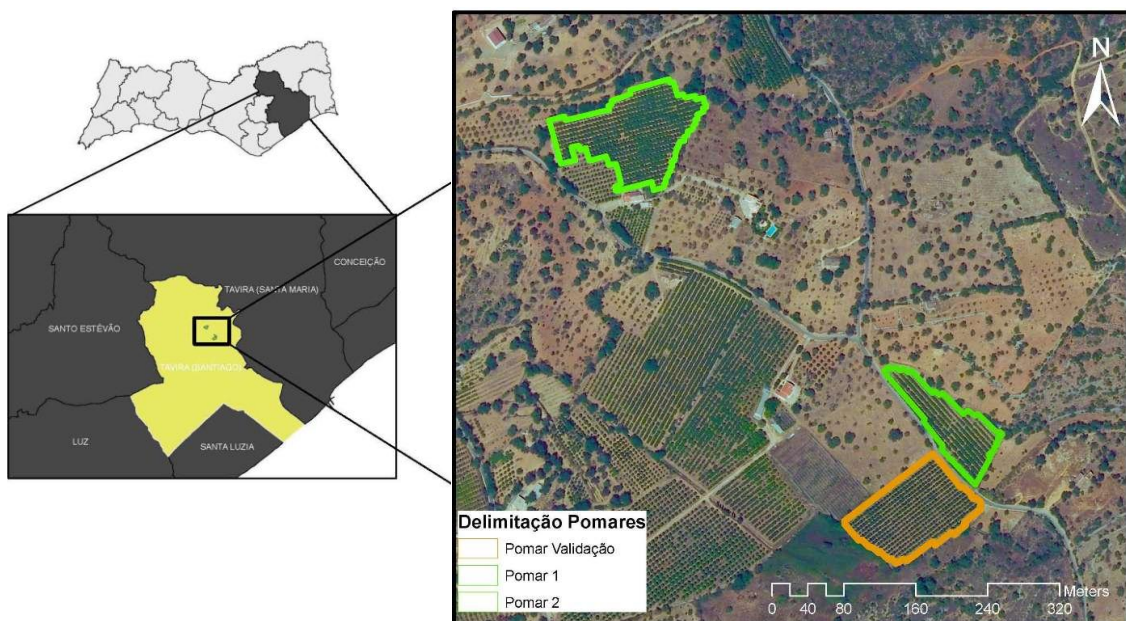 N
CONCEIÇÃO
TAVIRA (SANTA MARIA)
SANTO ESTÊVÃO
TAVIRA (SANTIAGO)
LUZ
SANTA LUZIA
Delimitação Pomares
Pomar Validação
Pomar 1
Pomar 2
Meters
0 40 80 160 240 320